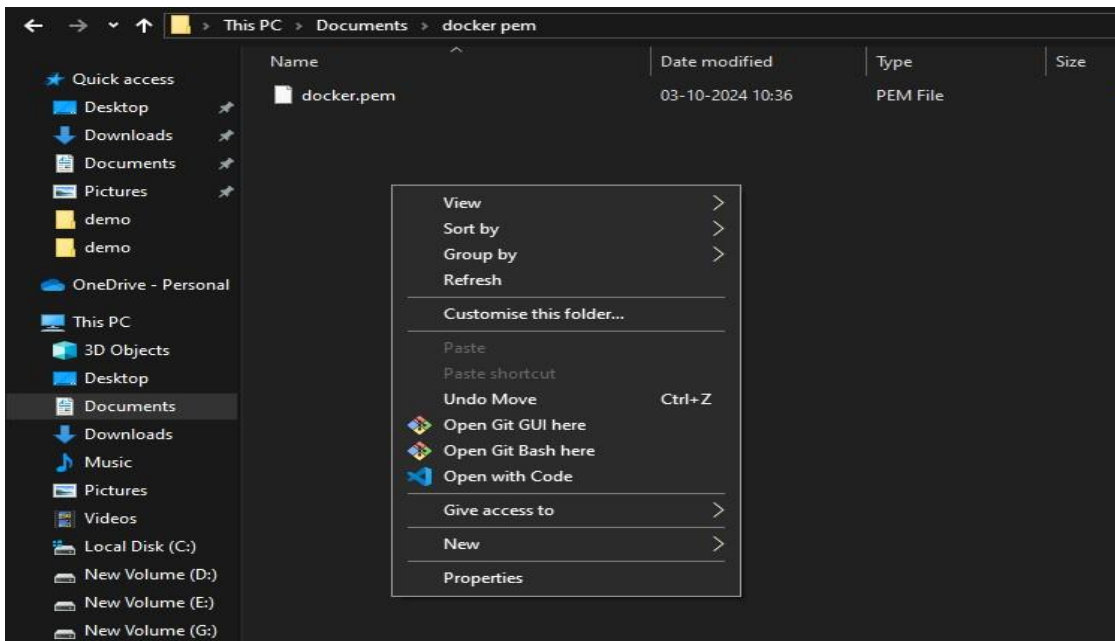 This PC > Documents > docker pem
Name Date modified Type Size
docker.pem 03-10-2024 10:36 PEM File
Quick access
Desktop
Downloads
Documents
Pictures
demo
demo
OneDrive - Personal
This PC
3D Objects
Desktop
Documents
Downloads
Music
Pictures
Videos
Local Disk (C:)
New Volume (D:)
New Volume (E:)
New Volume (G:)
View
Sort by
Group by
Refresh
Customise this folder...
Paste
Paste shortcut
Undo Move Ctrl+Z
Open Git GUI here
Open Git Bash here
Open with Code
Give access to
New
Properties